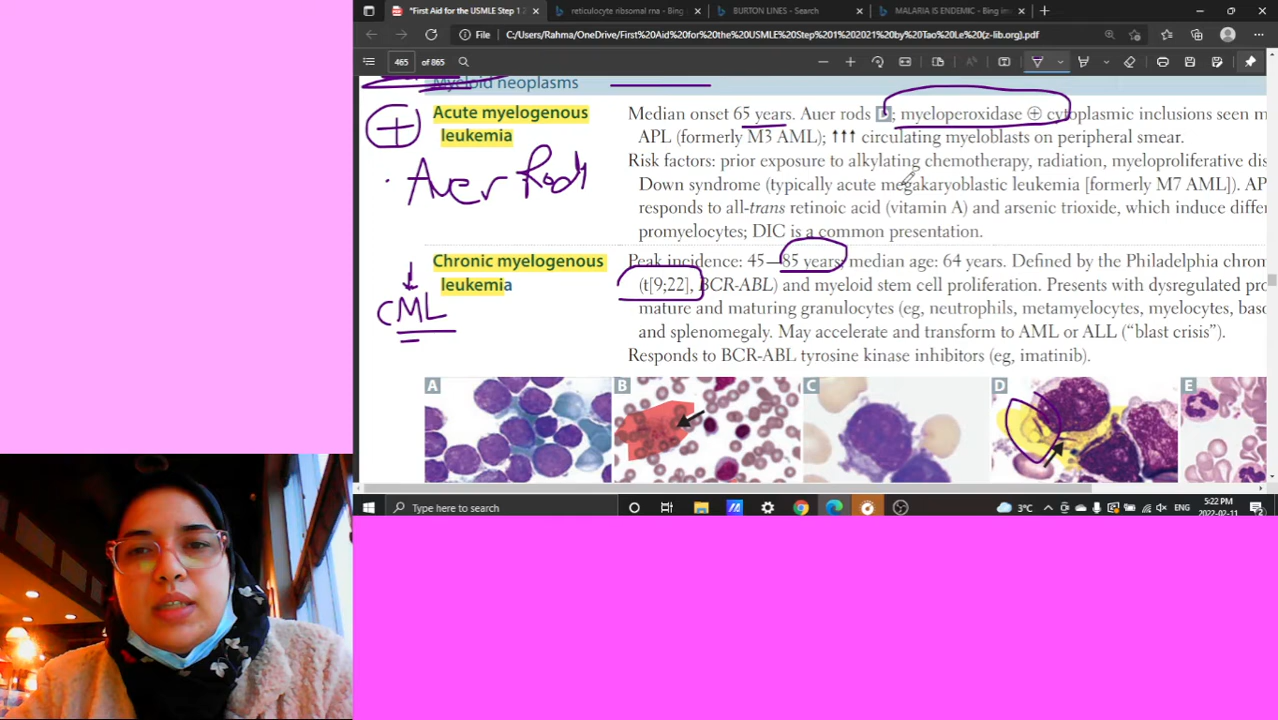 "First Aid for the USMLE Step 1
reticulocyte ribosomal rna - Bing
BURTON LINES - Search
MALARIA IS ENDEMIC - Bing im
File
C:/Users/Rahma/OneDrive/First%20Aid%20for%20the%20USMLE%20Step%201%202021%20by%20Tao%20Le%20(z-lib.org).pdf
465 of 865
Myeloid neoplasms
Acute myelogenous
leukemia
Median onset 65 years. Auer rods D; myeloperoxidase ⊕ cytoplasmic inclusions seen
APL (formerly M3 AML); ↑↑↑ circulating myeloblasts on peripheral smear.
Risk factors: prior exposure to alkylating chemotherapy, radiation, myeloproliferative
Down syndrome (typically acute megakaryoblastic leukemia [formerly M7 AML]).
responds to all-trans retinoic acid (vitamin A) and arsenic trioxide, which induce
promyelocytes; DIC is a common presentation.
+
· Auer Rods
Chronic myelogenous
leukemia
Peak incidence: 45–85 years; median age: 64 years. Defined by the Philadelphia
(t[9;22], BCR-ABL) and myeloid stem cell proliferation. Presents with dysregulated
mature and maturing granulocytes (eg, neutrophils, metamyelocytes, myelocytes,
and splenomegaly. May accelerate and transform to AML or ALL ("blast crisis").
Responds to BCR-ABL tyrosine kinase inhibitors (eg, imatinib).
CML
A
B
C
D
E
Type here to search
3°C
ENG
5:22 PM
2022-02-11